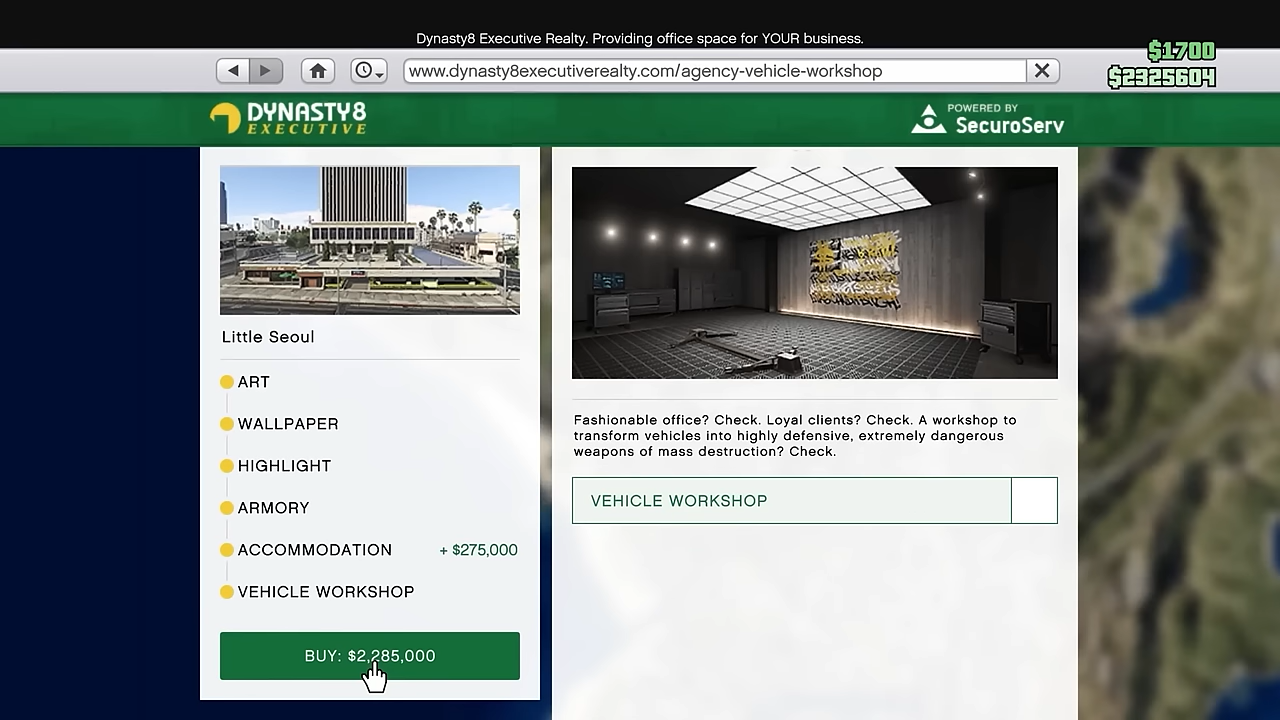 Dynasty8 Executive Realty. Providing office space for YOUR business.
www.dynasty8executiverealty.com/agency-vehicle-workshop
$1700
$2325604
DYNASTY 8
EXECUTIVE
POWERED BY
SecuroServ
Little Seoul
ART
WALLPAPER
HIGHLIGHT
ARMORY
ACCOMMODATION + $275,000
VEHICLE WORKSHOP
BUY: $2,285,000
Fashionable office? Check. Loyal clients? Check. A workshop to
transform vehicles into highly defensive, extremely dangerous
weapons of mass destruction? Check.
VEHICLE WORKSHOP